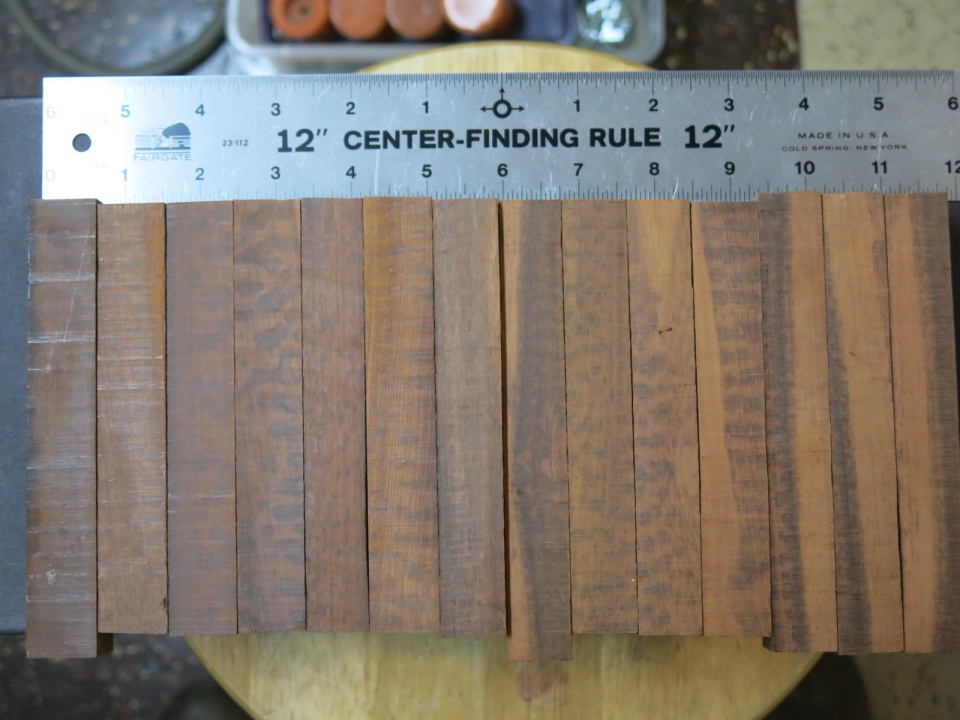 6 5 4 3 2 1 1 2 3 4 5 6
FAIRGATE
23-112
12" CENTER-FINDING RULE 12"
MADE IN U.S.A.
COLD SPRING, NEW YORK
0 1 2 3 4 5 6 7 8 9 10 11 12